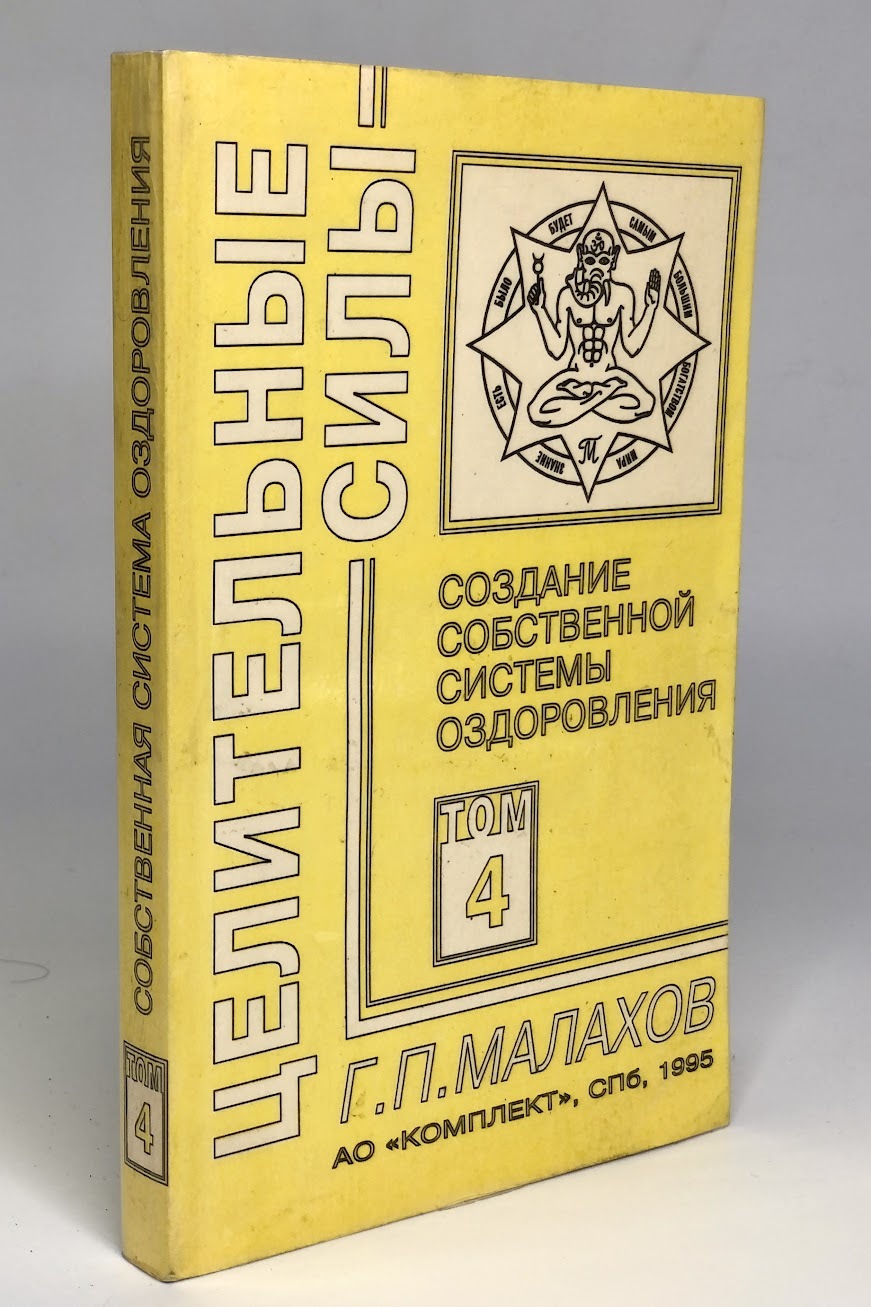 СОБСТВЕННАЯ СИСТЕМА ОЗДОРОВЛЕНИЯ
ТОМ
4
ЦЕЛИТЕЛЬНЫЕ
СИЛЫ
ЗНАНИЕ ЕСТЬ БЫЛО БУДЕТ САМЫМ БОЛЬШИМ БОГАТСТВОМ МИРА
М
СОЗДАНИЕ
СОБСТВЕННОЙ
СИСТЕМЫ
ОЗДОРОВЛЕНИЯ
ТОМ
4
Г.П.МАЛАХОВ
АО «КОМПЛЕКТ», СПб, 1995